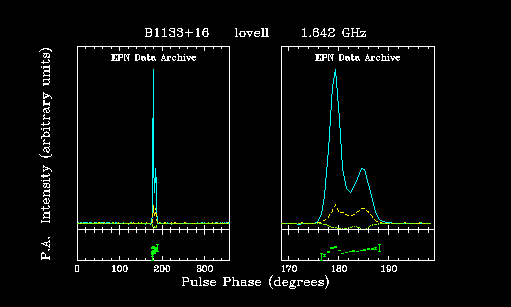 B1133+16 lovell 1.642 GHz
EPN Data Archive EPN Data Archive
Intensity (arbitrary units)
P.A.
0 100 200 300 170 180 190
Pulse Phase (degrees)